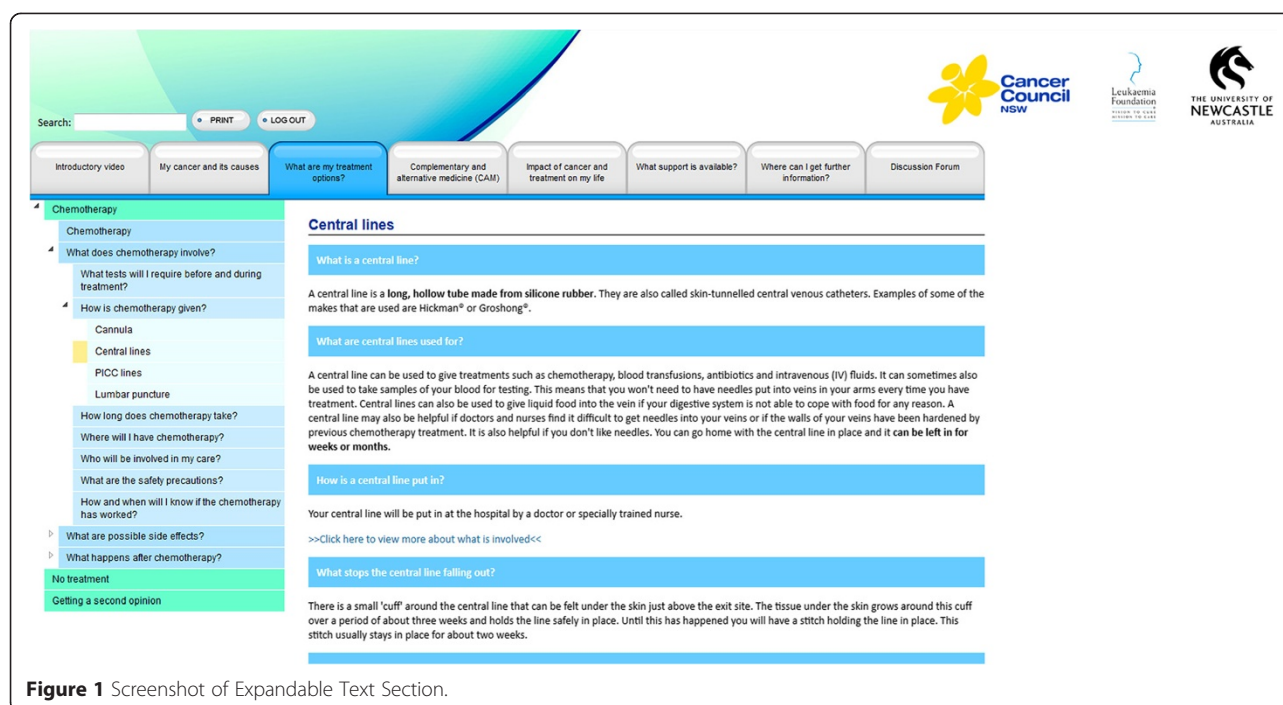 Cancer
Council
NSW
Leukaemia
Foundation
VISION TO CURE
MISSION TO CARE
THE UNIVERSITY OF
NEWCASTLE
AUSTRALIA
Search:
PRINT
LOG OUT
Introductory video
My cancer and its causes
What are my treatment
options?
Complementary and
alternative medicine (CAM)
Impact of cancer and
treatment on my life
What support is available?
Where can I get further
information?
Discussion Forum
Chemotherapy
Chemotherapy
What does chemotherapy involve?
What tests will I require before and during
treatment?
How is chemotherapy given?
Cannula
Central lines
PICC lines
Lumbar puncture
How long does chemotherapy take?
Where will I have chemotherapy?
Who will be involved in my care?
What are the safety precautions?
How and when will I know if the chemotherapy
has worked?
What are possible side effects?
What happens after chemotherapy?
No treatment
Getting a second opinion
Central lines
What is a central line?
A central line is a long, hollow tube made from silicone rubber. They are also called skin-tunnelled central venous catheters. Examples of some of the
makes that are used are Hickman® or Groshong®.
What are central lines used for?
A central line can be used to give treatments such as chemotherapy, blood transfusions, antibiotics and intravenous (IV) fluids. It can sometimes also
be used to take samples of your blood for testing. This means that you won't need to have needles put into veins in your arms every time you have
treatment. Central lines can also be used to give liquid food into the vein if your digestive system is not able to cope with food for any reason. A
central line may also be helpful if doctors and nurses find it difficult to get needles into your veins or if the walls of your veins have been hardened by
previous chemotherapy treatment. It is also helpful if you don't like needles. You can go home with the central line in place and it can be left in for
weeks or months.
How is a central line put in?
Your central line will be put in at the hospital by a doctor or specially trained nurse.
>>Click here to view more about what is involved<<
What stops the central line falling out?
There is a small 'cuff' around the central line that can be felt under the skin just above the exit site. The tissue under the skin grows around this cuff
over a period of about three weeks and holds the line safely in place. Until this has happened you will have a stitch holding the line in place. This
stitch usually stays in place for about two weeks.
Figure 1 Screenshot of Expandable Text Section.